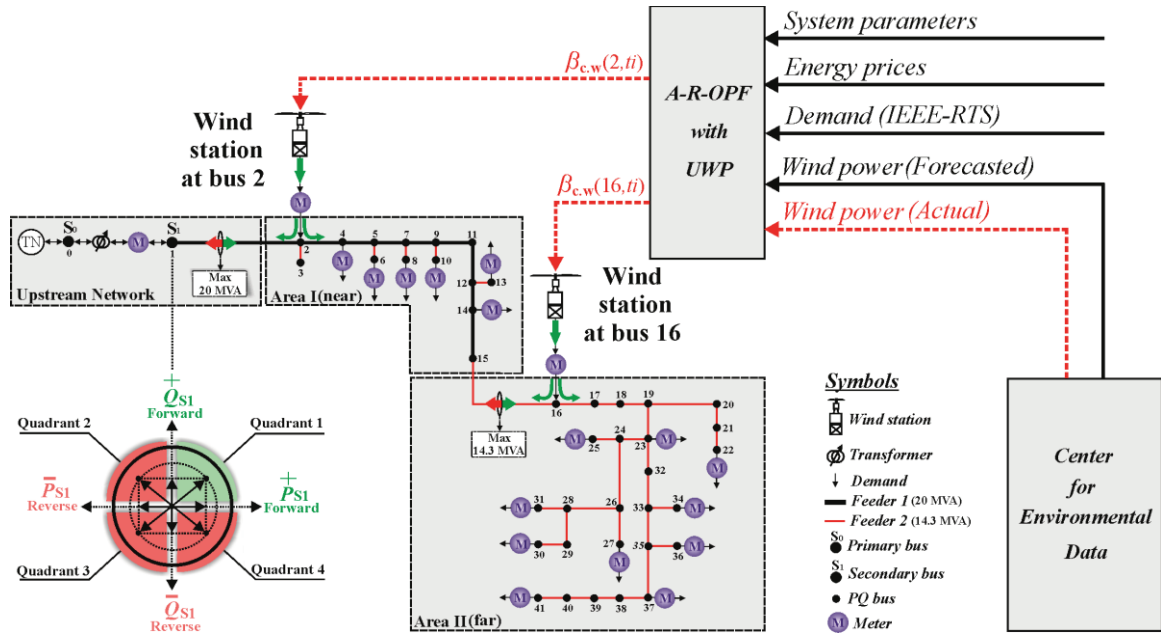 System parameters
Energy prices
Demand (IEEE-RTS)
Wind power (Forecasted)
Wind power (Actual)
A-R-OPF
with
UWP
βc.w(2,ti)
βc.w(16,ti)
Wind
station
at bus 2
Wind
station
at bus 16
TN
S0
0
M
S1
Max
20 MVA
Upstream Network
Area I(near)
M
2
3
4
M
5
6
M
7
8
M
9
10
M
11
12
13
M
14
M
15
M
16
Max
14.3 MVA
17
18
19
20
21
22
M
23
M
24
25
M
26
27
M
28
29
30
M
31
M
32
33
34
M
35
36
M
37
M
38
39
40
41
M
Area II(far)
+
QS1
Forward
Quadrant 2
Quadrant 1
–
PS1
Reverse
+
PS1
Forward
Quadrant 3
Quadrant 4
–
QS1
Reverse
Symbols
Wind station
Transformer
Demand
Feeder 1 (20 MVA)
Feeder 2 (14.3 MVA)
S0
Primary bus
S1
Secondary bus
PQ bus
M
Meter
Center
for
Environmental
Data